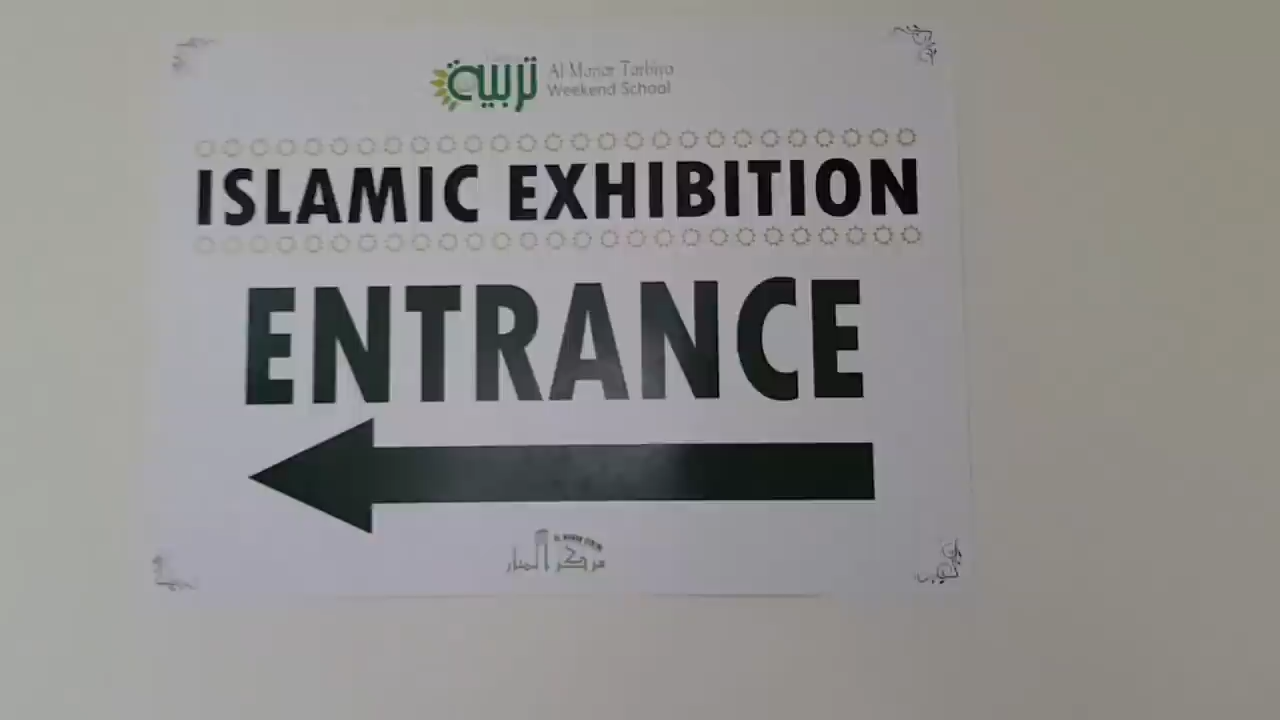 تربية
Al Manar Tarbiya
Weekend School
ISLAMIC EXHIBITION
ENTRANCE
مركز المنار